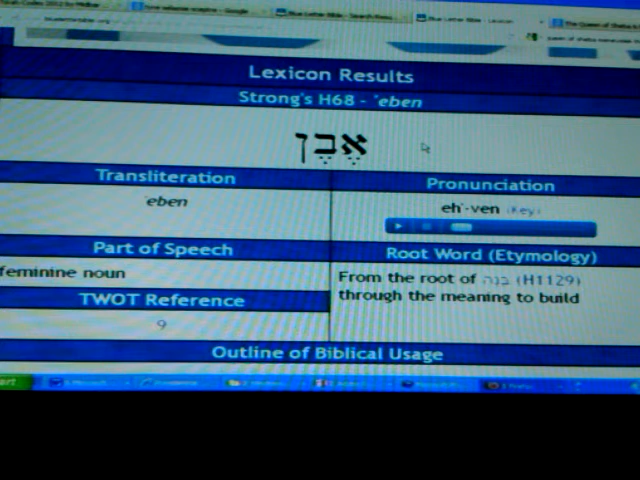 Lexicon Results
Strong's H68 - 'eben
אֶבֶן
Transliteration
'eben
Pronunciation
eh'·ven (Key)
Part of Speech
feminine noun
Root Word (Etymology)
From the root of בנה (H1129)
through the meaning to build
TWOT Reference
9
Outline of Biblical Usage